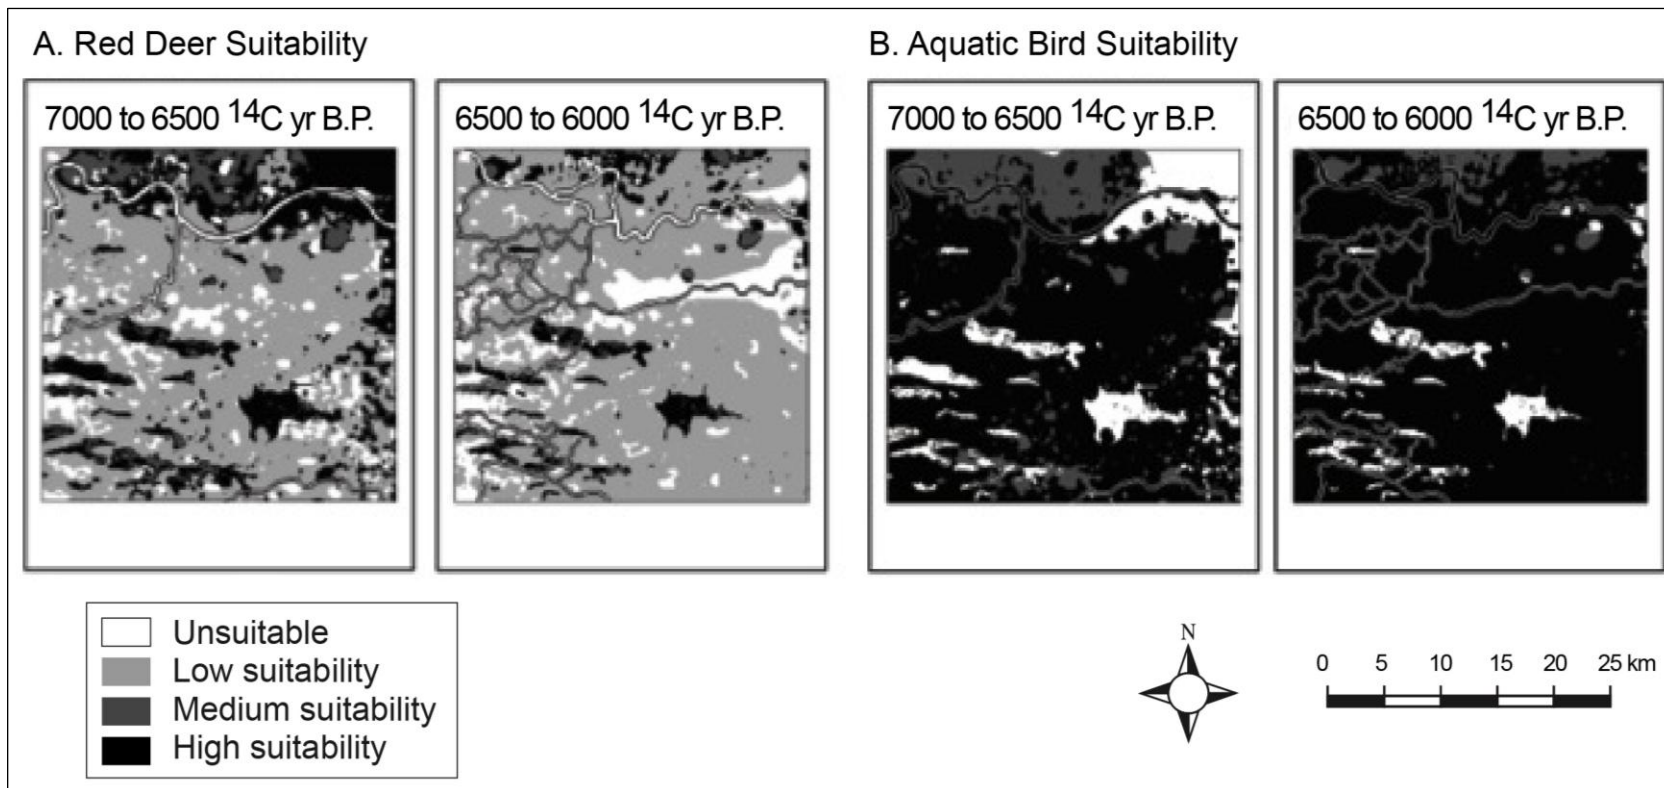 A. Red Deer Suitability
B. Aquatic Bird Suitability
7000 to 6500 14C yr B.P.
6500 to 6000 14C yr B.P.
7000 to 6500 14C yr B.P.
6500 to 6000 14C yr B.P.
Unsuitable
Low suitability
Medium suitability
High suitability
N
0 5 10 15 20 25 km